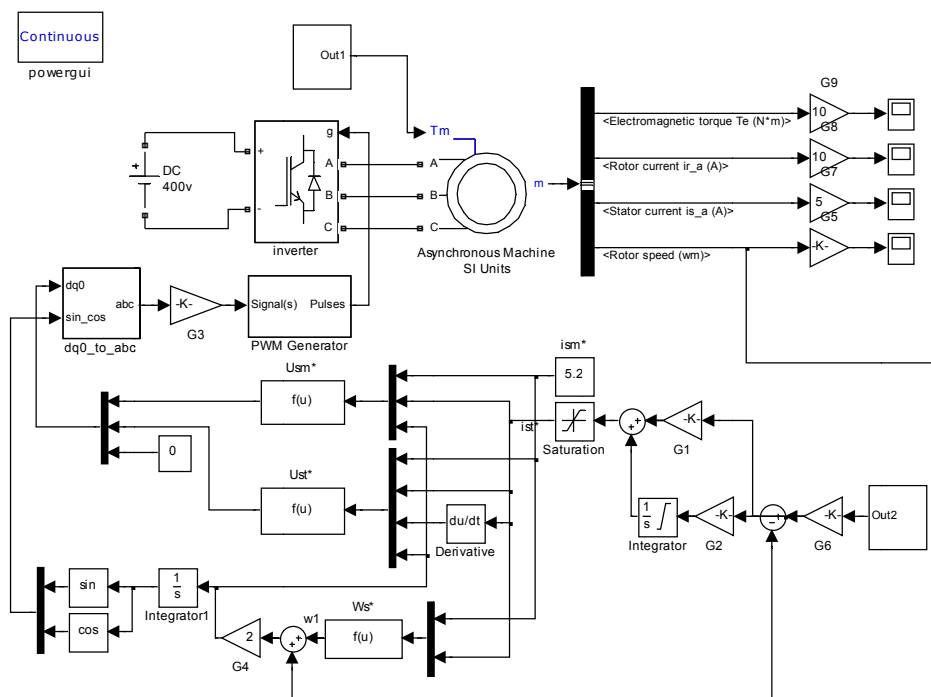 Continuous
powergui
Out1
G9
Tm
10
<Electromagnetic torque Te (N*m)>
G8
g
+
A
A
10
<Rotor current ir_a (A)>
G7
DC
400v
+
B
B
m
5
<Stator current is_a (A)>
G5
-
C
C
-K-
<Rotor speed (wm)>
inverter
Asynchronous Machine
SI Units
dq0
abc
sin_cos
-K-
Signal(s)
Pulses
G3
PWM Generator
dq0_to_abc
ism*
Usm*
5.2
f(u)
ist*
+
+
-K-
0
Saturation
G1
Ust*
f(u)
1
s
-K-
+
-
-K-
Out2
du/dt
Derivative
Integrator
G2
G6
sin
1
s
Integrator1
cos
Ws*
w1
2
+
+
f(u)
G4